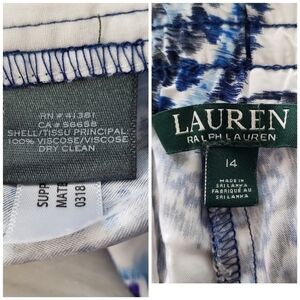 RN# 41381
CA# 56658
SHELL/TISSU PRINCIPAL:
100% VISCOSE/VISCOSE
DRY CLEAN
SUPP
MATE
0318
LAUREN
RALPH LAUREN
14
MADE IN
SRI LANKA
FABRIQUÉ AU
SRI LANKA